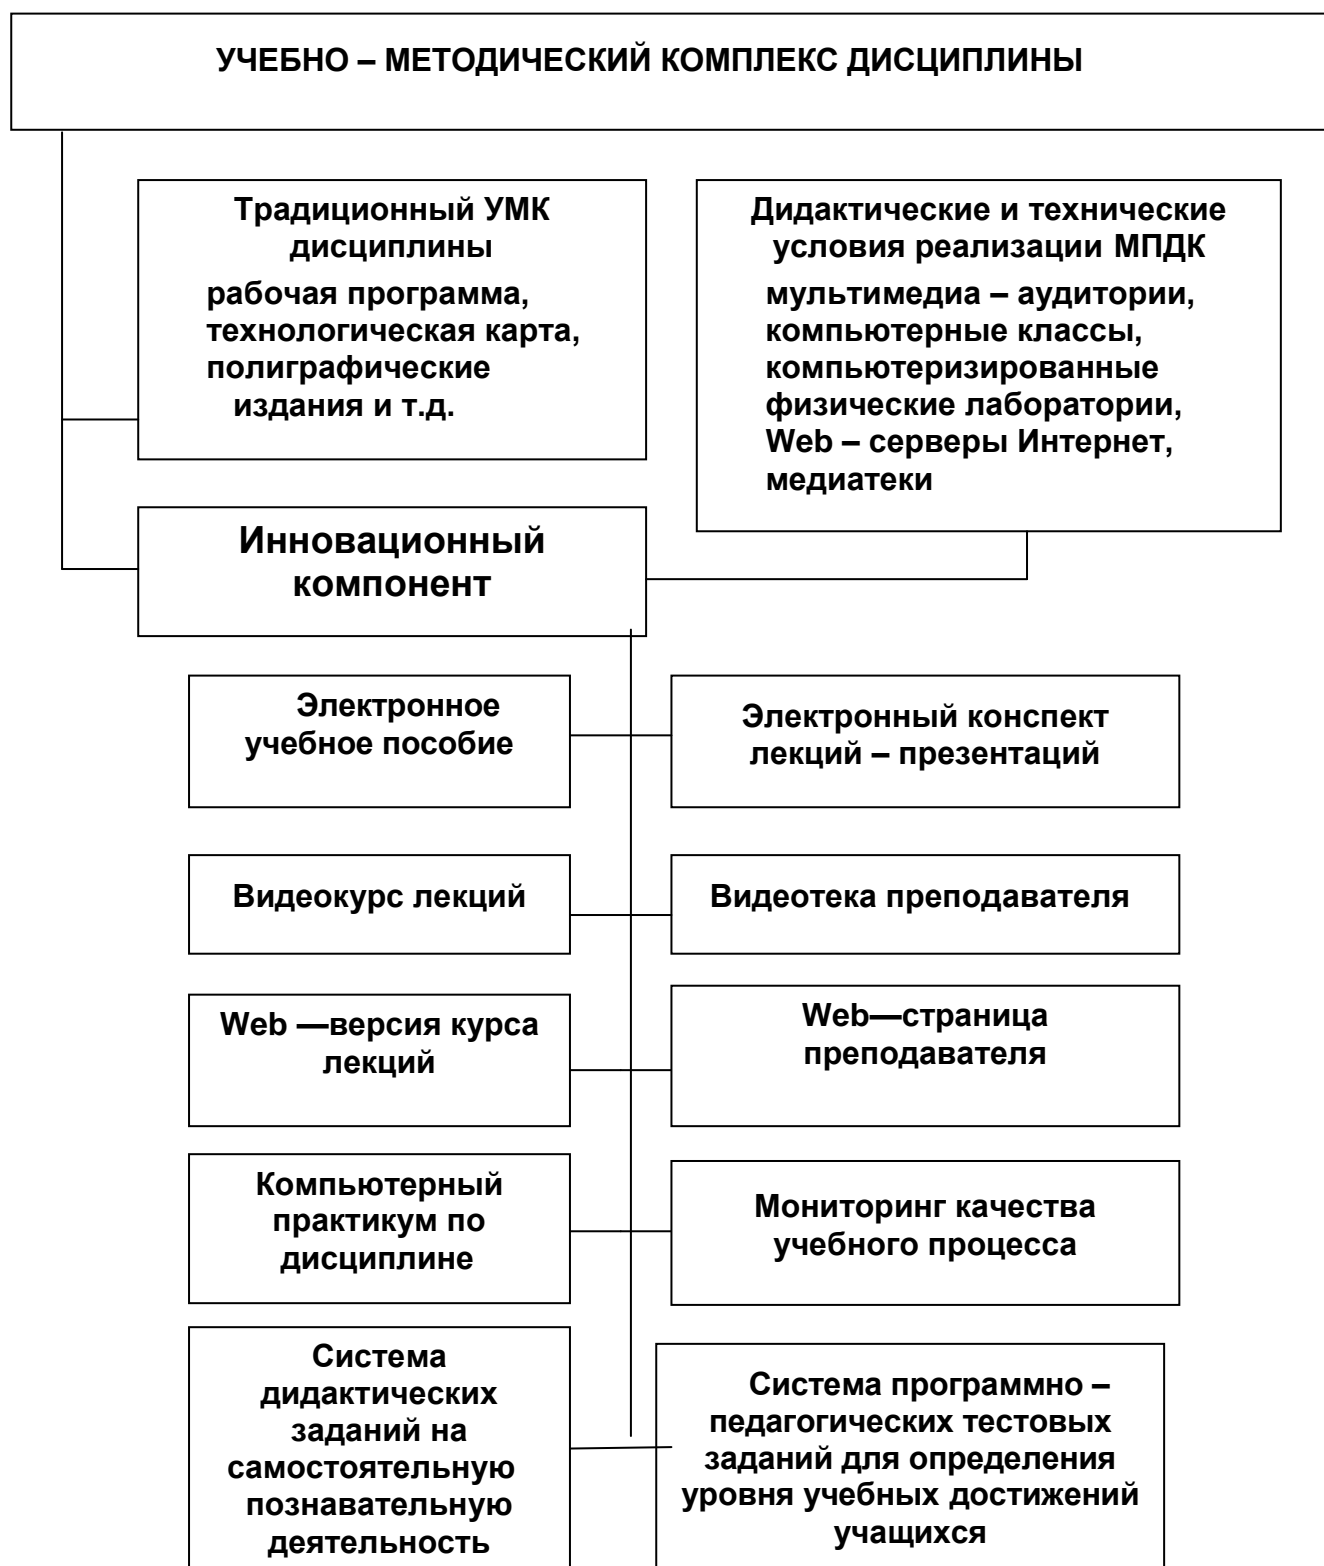 УЧЕБНО – МЕТОДИЧЕСКИЙ КОМПЛЕКС ДИСЦИПЛИНЫ
Традиционный УМК
дисциплины
рабочая программа,
технологическая карта,
полиграфические
издания и т.д.
Дидактические и технические
условия реализации МПДК
мультимедиа – аудитории,
компьютерные классы,
компьютеризированные
физические лаборатории,
Web – серверы Интернет,
медиатеки
Инновационный
компонент
Электронное
учебное пособие
Электронный конспект
лекций – презентаций
Видеокурс лекций
Видеотека преподавателя
Web —версия курса
лекций
Web—страница
преподавателя
Компьютерный
практикум по
дисциплине
Мониторинг качества
учебного процесса
Система
дидактических
заданий на
самостоятельную
познавательную
деятельность
Система программно –
педагогических тестовых
заданий для определения
уровня учебных достижений
учащихся